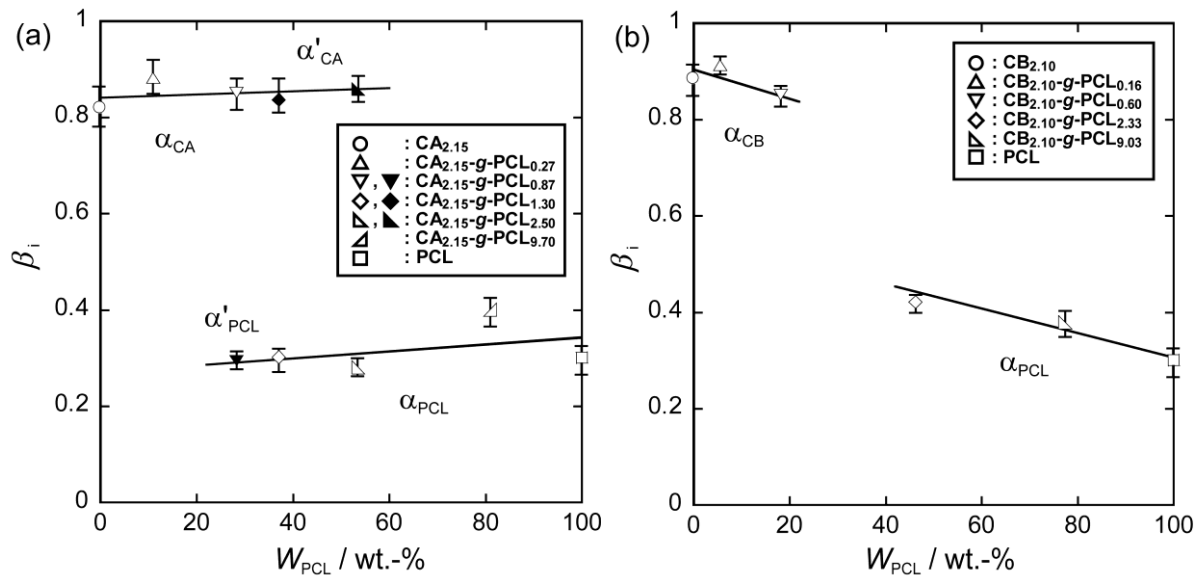 (a)
α'CA
αCA
: CA2.15
: CA2.15-g-PCL0.27
, : CA2.15-g-PCL0.87
, : CA2.15-g-PCL1.30
, : CA2.15-g-PCL2.50
: CA2.15-g-PCL9.70
: PCL
α'PCL
αPCL
βi
0
0.2
0.4
0.6
0.8
1
0
20
40
60
80
100
WPCL / wt.-%
(b)
αCB
: CB2.10
: CB2.10-g-PCL0.16
: CB2.10-g-PCL0.60
: CB2.10-g-PCL2.33
: CB2.10-g-PCL9.03
: PCL
αPCL
βi
0
0.2
0.4
0.6
0.8
1
0
20
40
60
80
100
WPCL / wt.-%